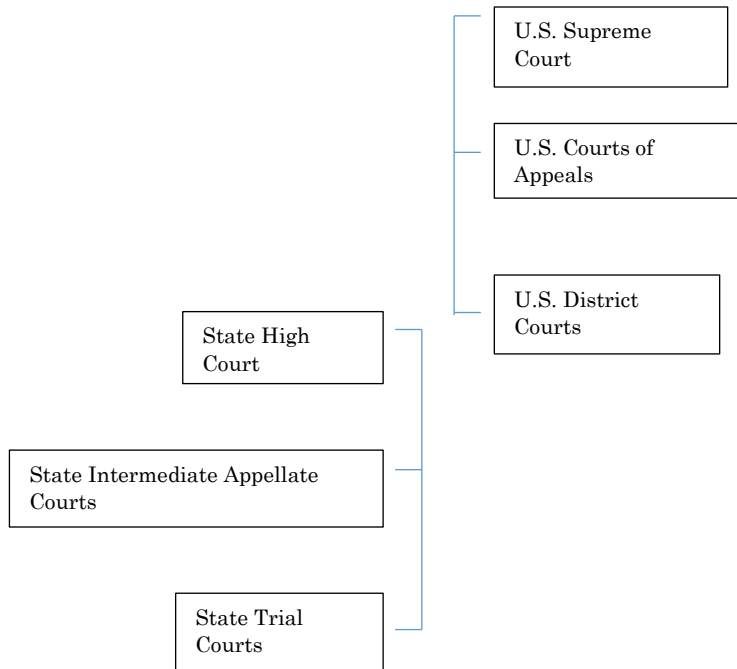 U.S. Supreme
Court
U.S. Courts of
Appeals
U.S. District
Courts
State High
Court
State Intermediate Appellate
Courts
State Trial
Courts